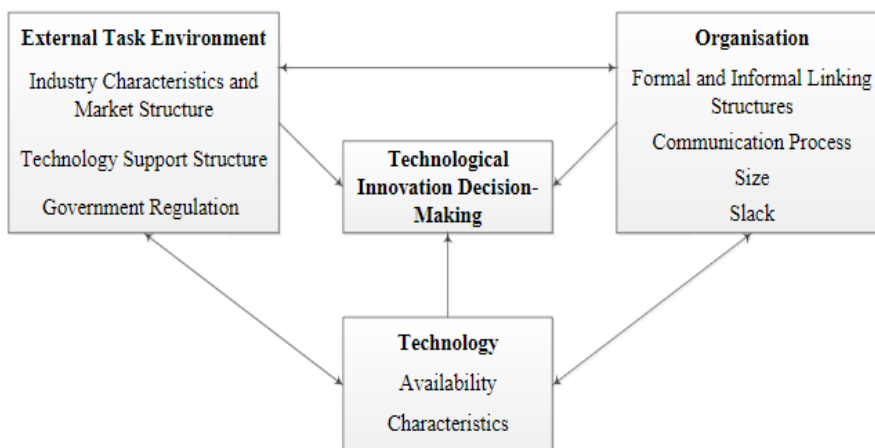 External Task Environment
Industry Characteristics and
Market Structure
Technology Support Structure
Government Regulation
Organisation
Formal and Informal Linking
Structures
Communication Process
Size
Slack
Technological
Innovation Decision-
Making
Technology
Availability
Characteristics